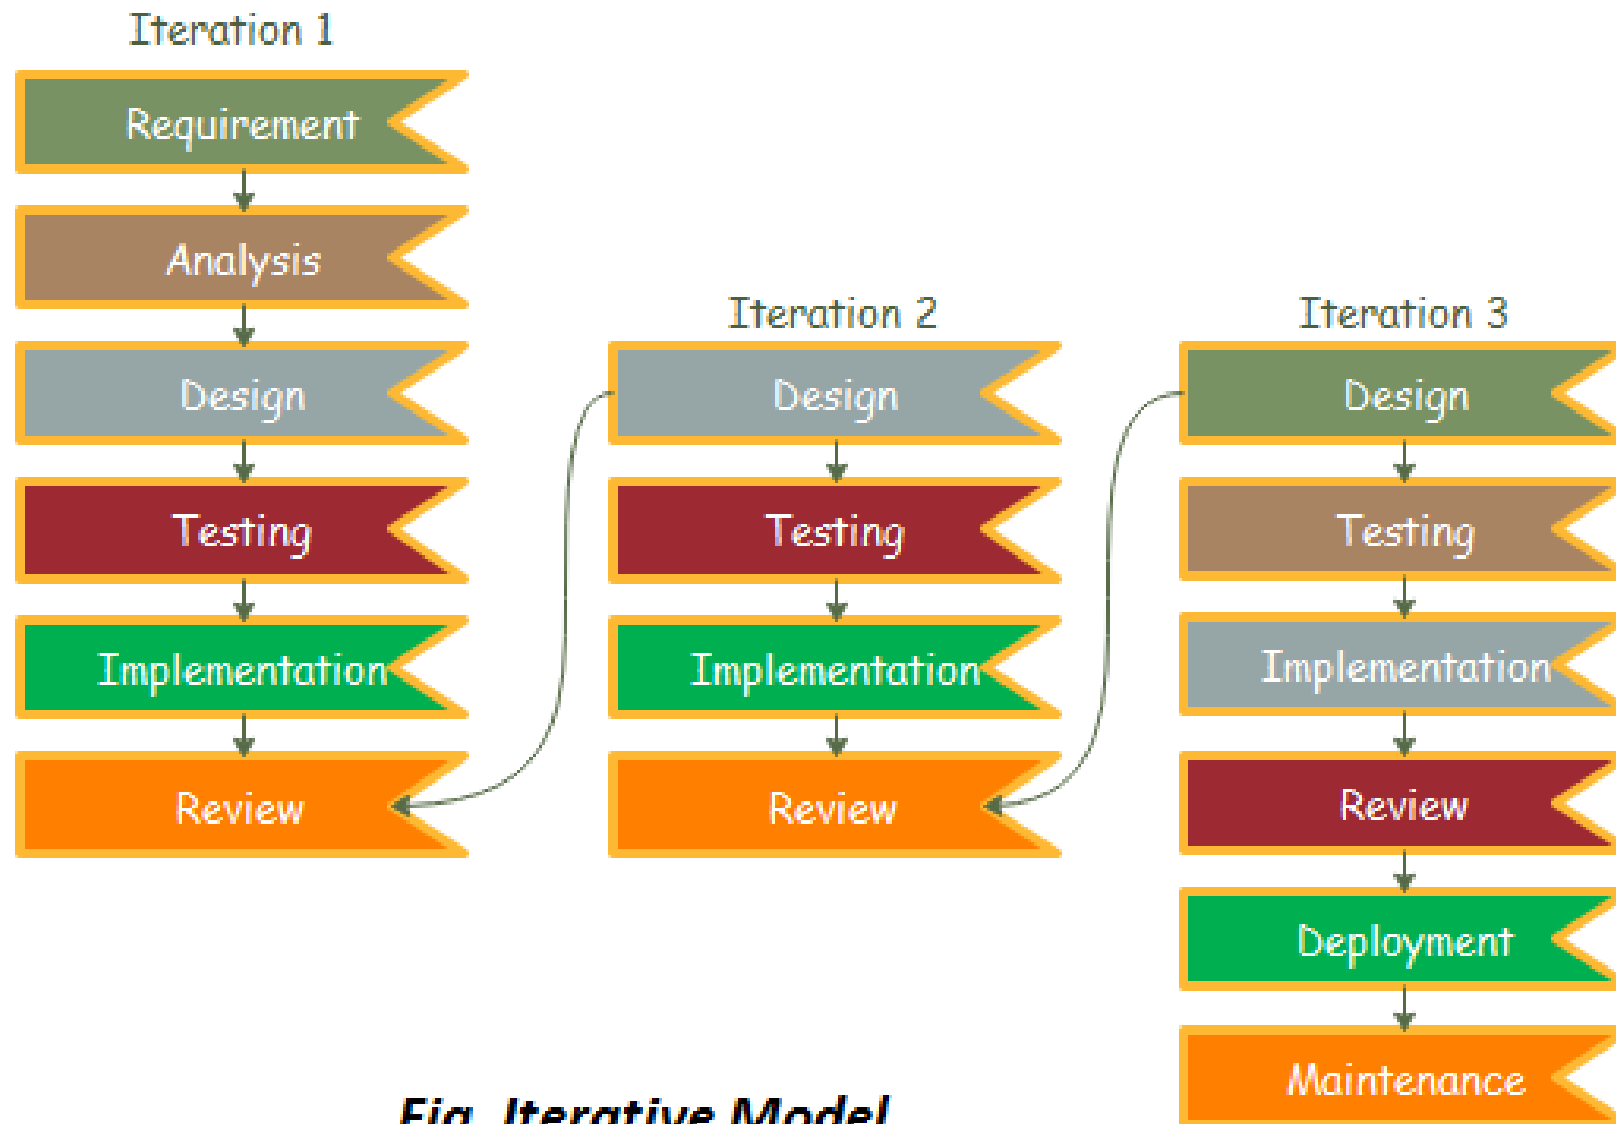 Iteration 1
Requirement
Analysis
Design
Testing
Implementation
Review
Iteration 2
Design
Testing
Implementation
Review
Iteration 3
Design
Testing
Implementation
Review
Deployment
Maintenance
Fig. Iterative Model